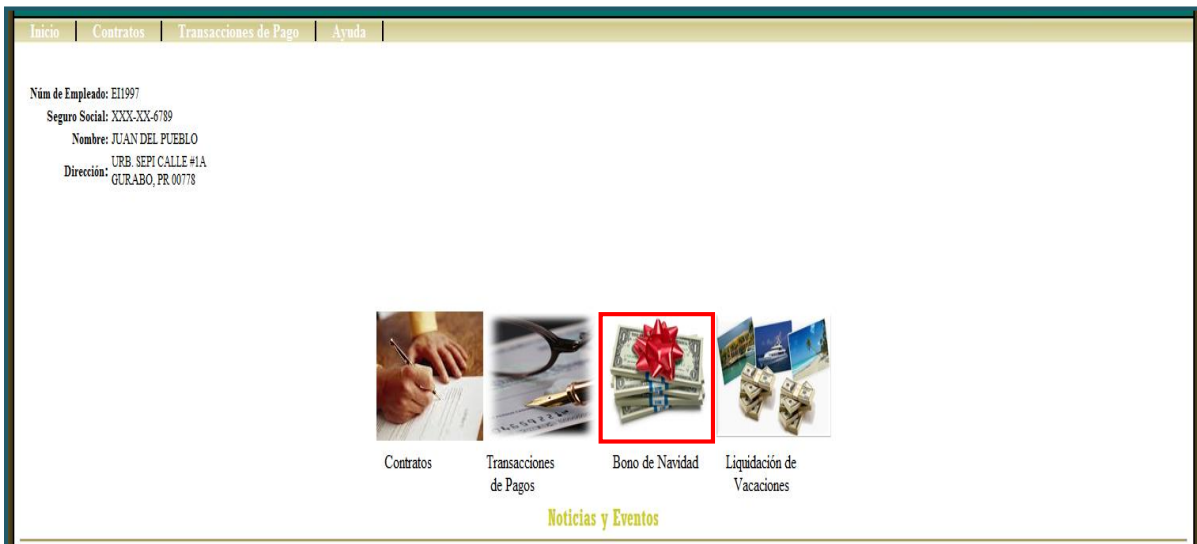 Inicio Contratos Transacciones de Pago Ayuda
Núm de Empleado: EI1997
Seguro Social: XXX-XX-6789
Nombre: JUAN DEL PUEBLO
Dirección: URB. SEPI CALLE #1A
GURABO, PR 00778
Contratos
Transacciones
de Pagos
Bono de Navidad
Liquidación de
Vacaciones
Noticias y Eventos